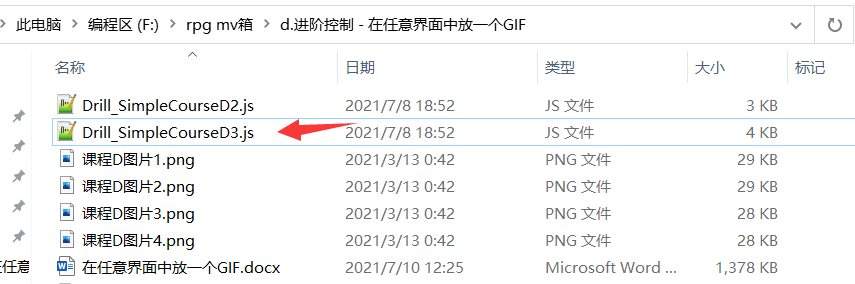 此电脑 > 编程区 (F:) > rpg mv箱 > d.进阶控制 - 在任意界面中放一个GIF
名称 日期 类型 大小 标记
Drill_SimpleCourseD2.js 2021/7/8 18:52 JS 文件 3 KB
Drill_SimpleCourseD3.js 2021/7/8 18:52 JS 文件 4 KB
课程D图片1.png 2021/3/13 0:42 PNG 文件 29 KB
课程D图片2.png 2021/3/13 0:42 PNG 文件 29 KB
课程D图片3.png 2021/3/13 0:42 PNG 文件 28 KB
课程D图片4.png 2021/3/13 0:42 PNG 文件 28 KB
在任意 在任意界面中放一个GIF.docx 2021/7/10 12:25 Microsoft Word ... 1,378 KB